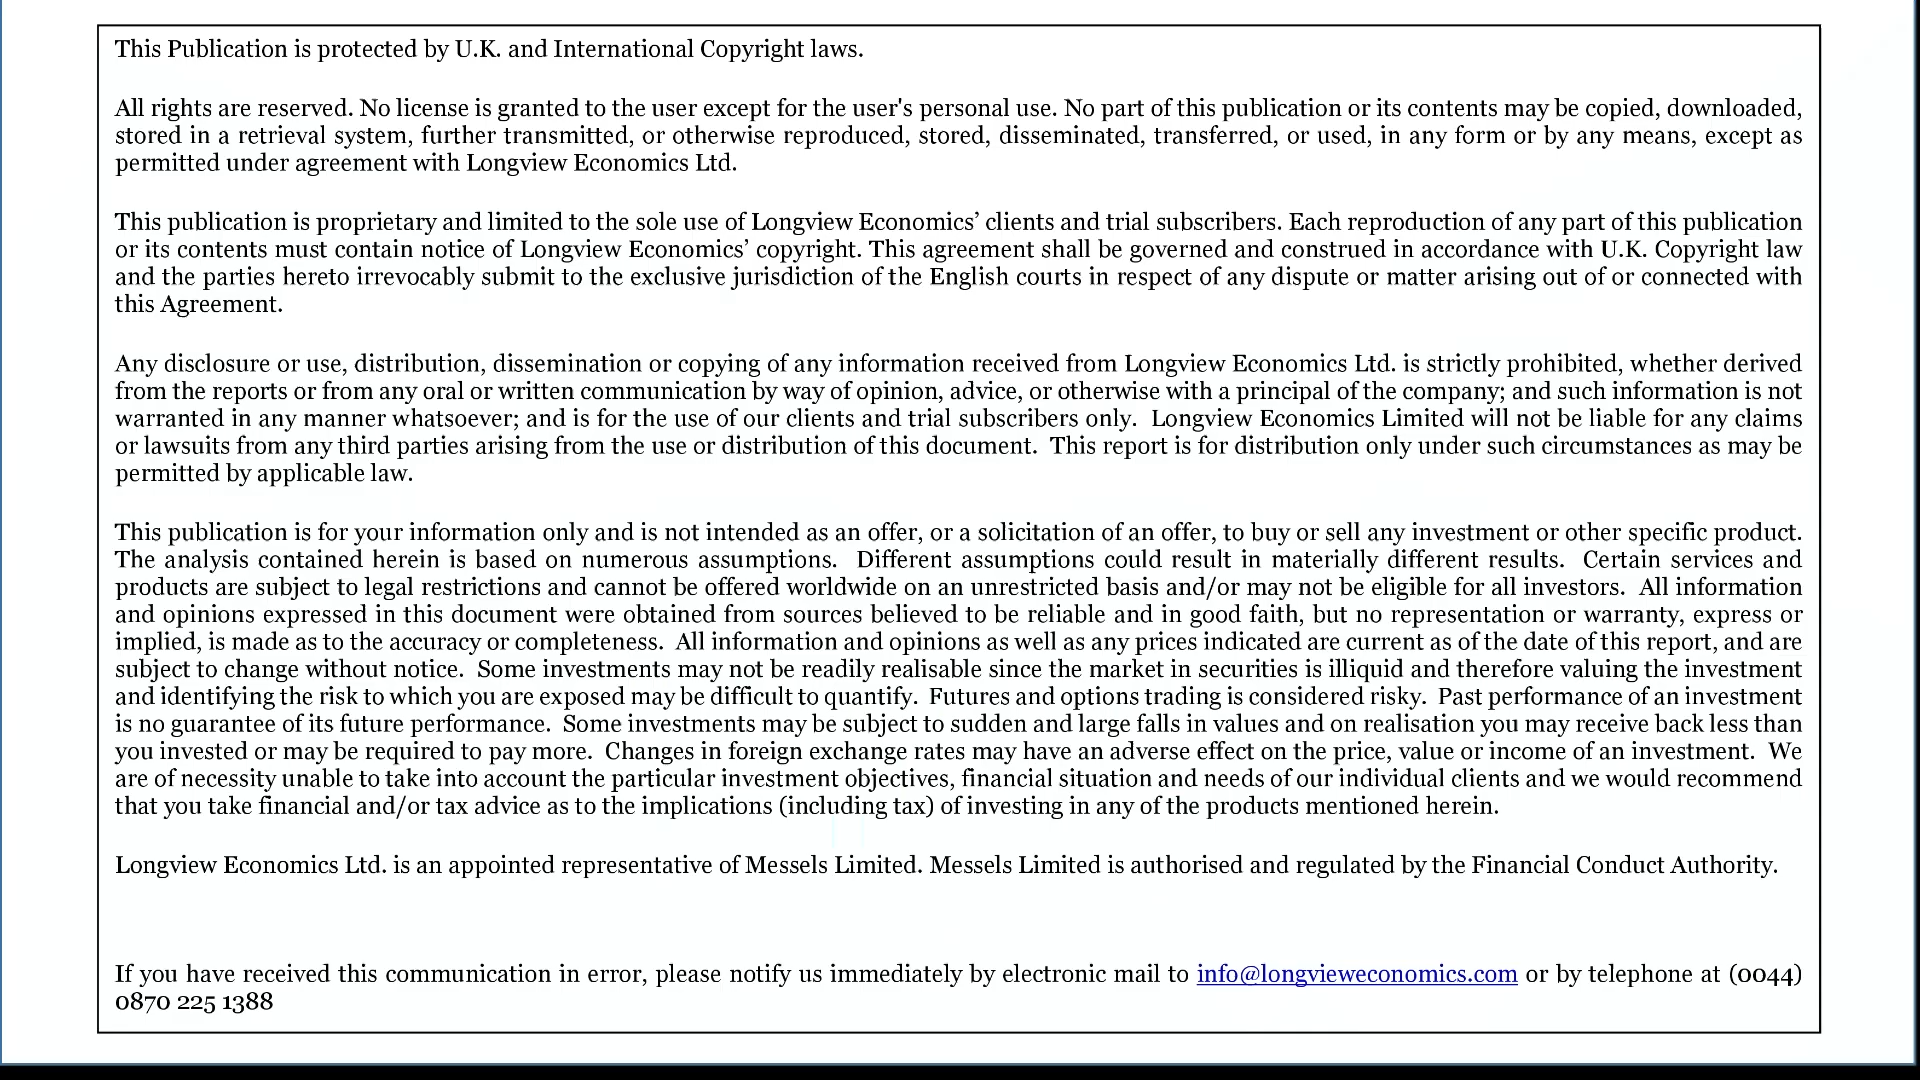 This Publication is protected by U.K. and International Copyright laws.
All rights are reserved. No license is granted to the user except for the user's personal use. No part of this publication or its contents may be copied, downloaded,
stored in a retrieval system, further transmitted, or otherwise reproduced, stored, disseminated, transferred, or used, in any form or by any means, except as
permitted under agreement with Longview Economics Ltd.
This publication is proprietary and limited to the sole use of Longview Economics’ clients and trial subscribers. Each reproduction of any part of this publication
or its contents must contain notice of Longview Economics’ copyright. This agreement shall be governed and construed in accordance with U.K. Copyright law
and the parties hereto irrevocably submit to the exclusive jurisdiction of the English courts in respect of any dispute or matter arising out of or connected with
this Agreement.
Any disclosure or use, distribution, dissemination or copying of any information received from Longview Economics Ltd. is strictly prohibited, whether derived
from the reports or from any oral or written communication by way of opinion, advice, or otherwise with a principal of the company; and such information is not
warranted in any manner whatsoever; and is for the use of our clients and trial subscribers only.  Longview Economics Limited will not be liable for any claims
or lawsuits from any third parties arising from the use or distribution of this document.  This report is for distribution only under such circumstances as may be
permitted by applicable law.
This publication is for your information only and is not intended as an offer, or a solicitation of an offer, to buy or sell any investment or other specific product.
The analysis contained herein is based on numerous assumptions.  Different assumptions could result in materially different results.  Certain services and
products are subject to legal restrictions and cannot be offered worldwide on an unrestricted basis and/or may not be eligible for all investors.  All information
and opinions expressed in this document were obtained from sources believed to be reliable and in good faith, but no representation or warranty, express or
implied, is made as to the accuracy or completeness.  All information and opinions as well as any prices indicated are current as of the date of this report, and are
subject to change without notice.  Some investments may not be readily realisable since the market in securities is illiquid and therefore valuing the investment
and identifying the risk to which you are exposed may be difficult to quantify.  Futures and options trading is considered risky.  Past performance of an investment
is no guarantee of its future performance.  Some investments may be subject to sudden and large falls in values and on realisation you may receive back less than
you invested or may be required to pay more.  Changes in foreign exchange rates may have an adverse effect on the price, value or income of an investment.  We
are of necessity unable to take into account the particular investment objectives, financial situation and needs of our individual clients and we would recommend
that you take financial and/or tax advice as to the implications (including tax) of investing in any of the products mentioned herein.
Longview Economics Ltd. is an appointed representative of Messels Limited. Messels Limited is authorised and regulated by the Financial Conduct Authority.
If you have received this communication in error, please notify us immediately by electronic mail to info@longvieweconomics.com or by telephone at (0044)
0870 225 1388